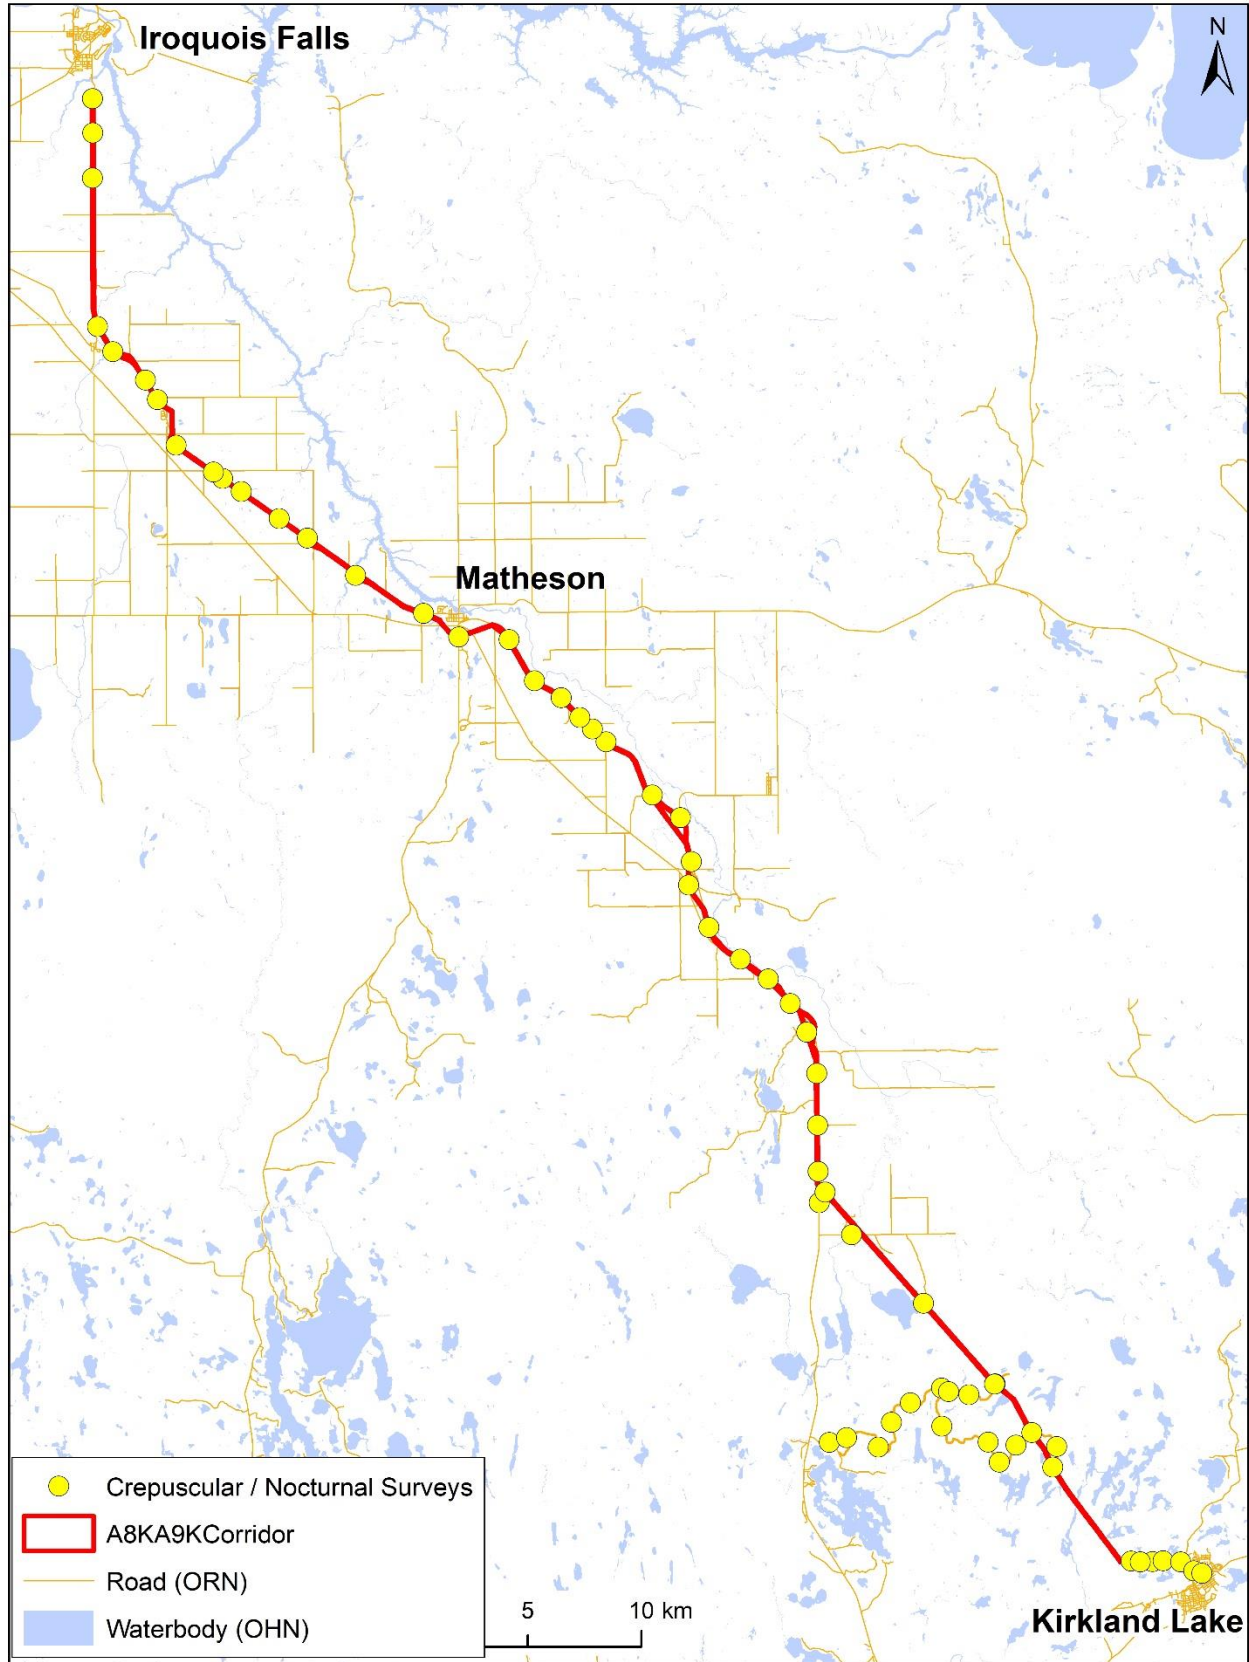 Iroquois Falls
N
Matheson
Crepuscular / Nocturnal Surveys
A8KA9KCorridor
Road (ORN)
Waterbody (OHN)
5 10 km
Kirkland Lake